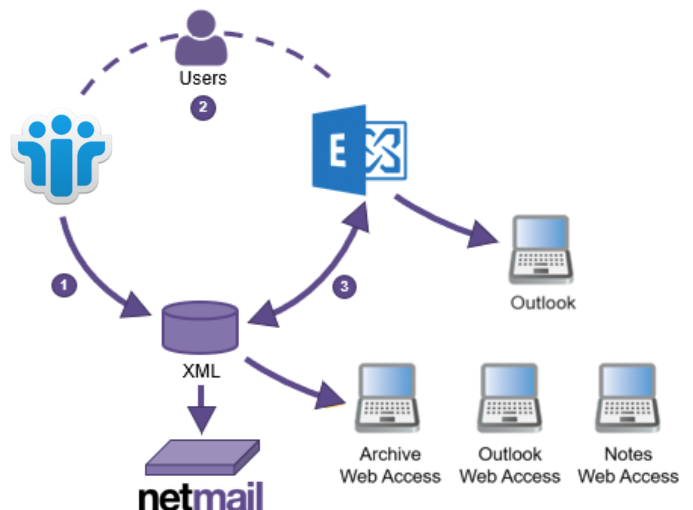 Users
2
E
1
3
Outlook
XML
Archive
Web Access
Outlook
Web Access
Notes
Web Access
netmail